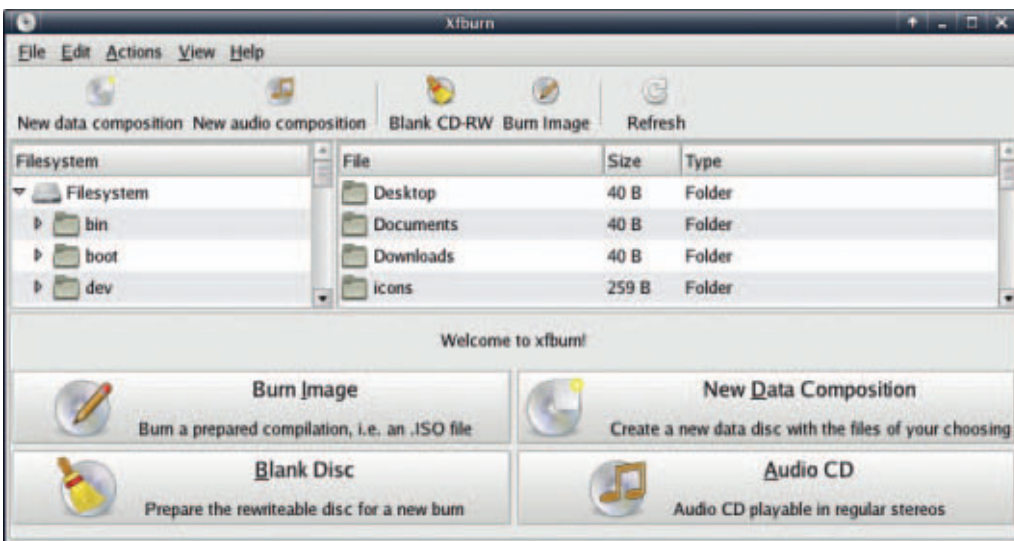 Xfburn
File Edit Actions View Help
New data composition New audio composition Blank CD-RW Burn Image Refresh
Filesystem File Size Type
Filesystem Desktop 40 B Folder
bin Documents 40 B Folder
boot Downloads 40 B Folder
dev icons 259 B Folder
Welcome to xfburn!
Burn Image New Data Composition
Burn a prepared compilation, i.e. an .ISO file Create a new data disc with the files of your choosing
Blank Disc Audio CD
Prepare the rewriteable disc for a new burn Audio CD playable in regular stereos